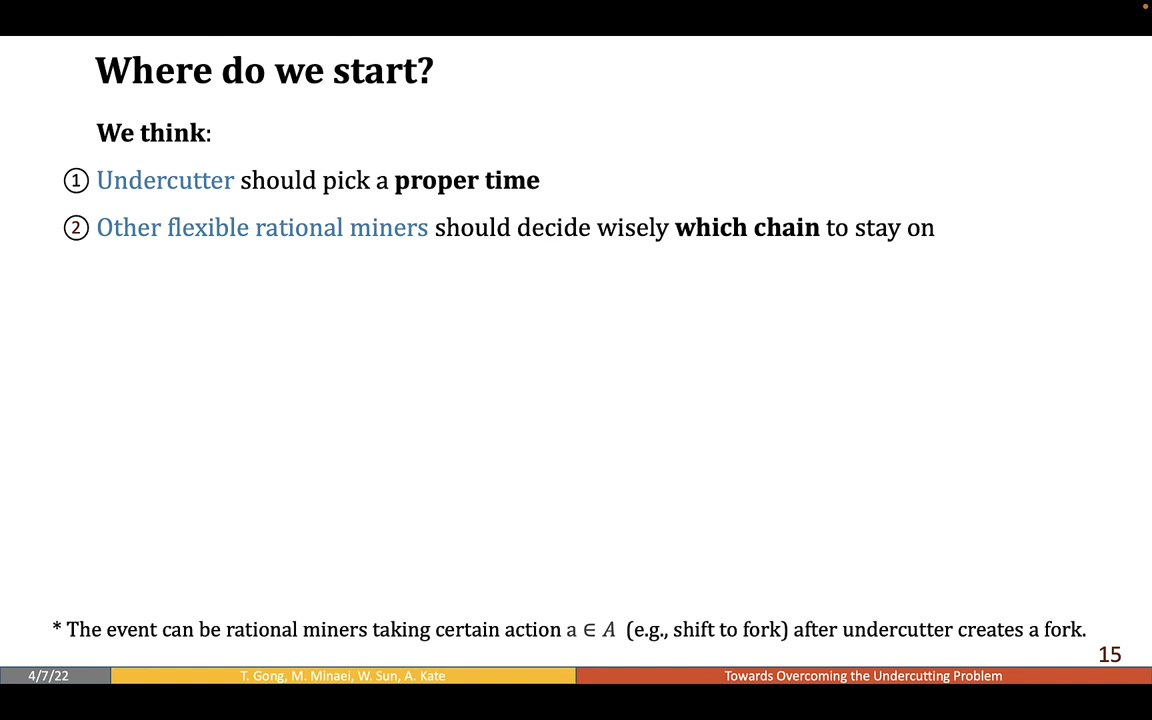 Where do we start?
We think:
① Undercutter should pick a proper time
② Other flexible rational miners should decide wisely which chain to stay on
* The event can be rational miners taking certain action a ∈ A (e.g., shift to fork) after undercutter creates a fork.
15
4/7/22 T. Gong, M. Minaei, W. Sun, A. Kate Towards Overcoming the Undercutting Problem